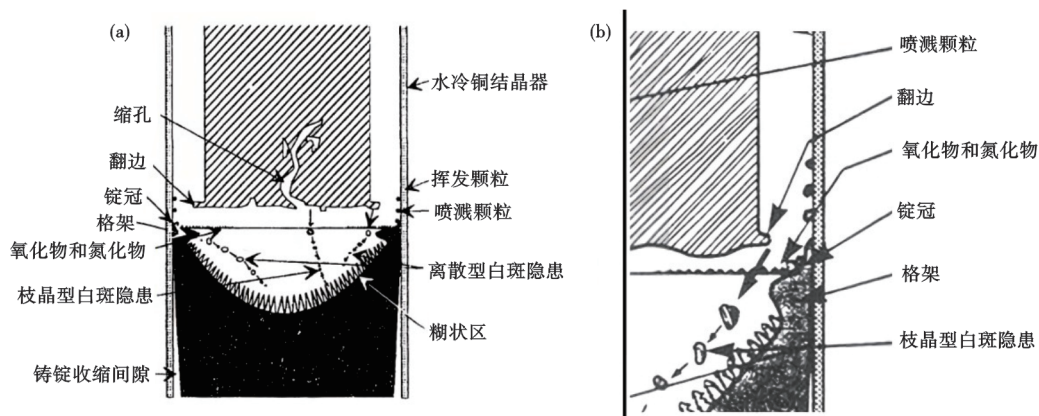 (a)
水冷铜结晶器
缩孔
翻边
挥发颗粒
锭冠
喷溅颗粒
格架
氧化物和氮化物
离散型白斑隐患
枝晶型白斑隐患
糊状区
铸锭收缩间隙
(b)
喷溅颗粒
翻边
氧化物和氮化物
锭冠
格架
枝晶型白斑隐患